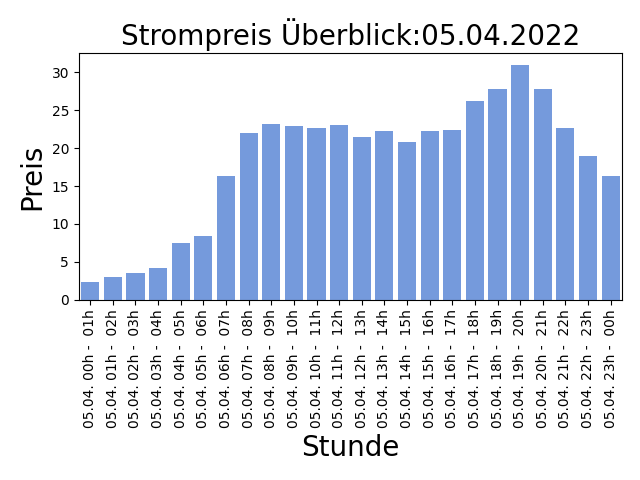 Strompreis Überblick:05.04.2022
Preis
30
25
20
15
10
5
0
05.04. 00h - 01h
05.04. 01h - 02h
05.04. 02h - 03h
05.04. 03h - 04h
05.04. 04h - 05h
05.04. 05h - 06h
05.04. 06h - 07h
05.04. 07h - 08h
05.04. 08h - 09h
05.04. 09h - 10h
05.04. 10h - 11h
05.04. 11h - 12h
05.04. 12h - 13h
05.04. 13h - 14h
05.04. 14h - 15h
05.04. 15h - 16h
05.04. 16h - 17h
05.04. 17h - 18h
05.04. 18h - 19h
05.04. 19h - 20h
05.04. 20h - 21h
05.04. 21h - 22h
05.04. 22h - 23h
05.04. 23h - 00h
Stunde